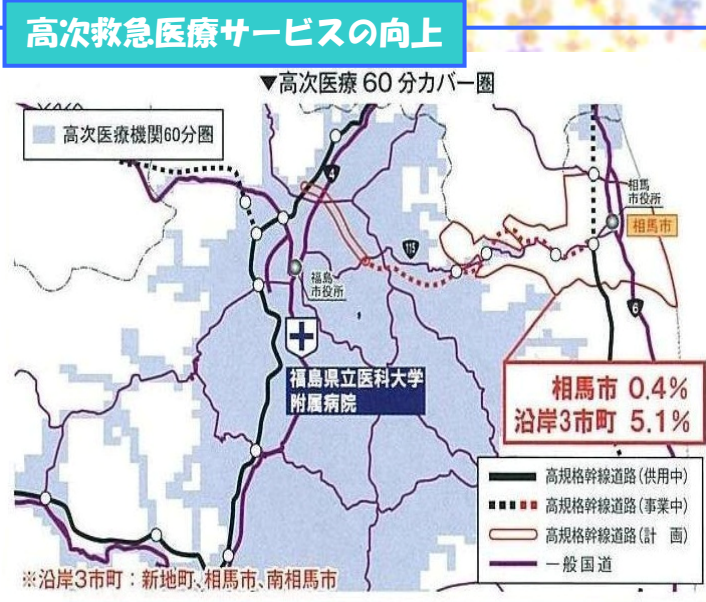 高次救急医療サービスの向上
▼高次医療60分カバー圏
高次医療機関60分圏
4
相馬
市役所
相馬市
115
福島
市役所
6
福島県立医科大学
附属病院
相馬市 0.4%
沿岸3市町 5.1%
高規格幹線道路(供用中)
高規格幹線道路(事業中)
高規格幹線道路(計 画)
一般国道
※沿岸3市町:新地町、相馬市、南相馬市